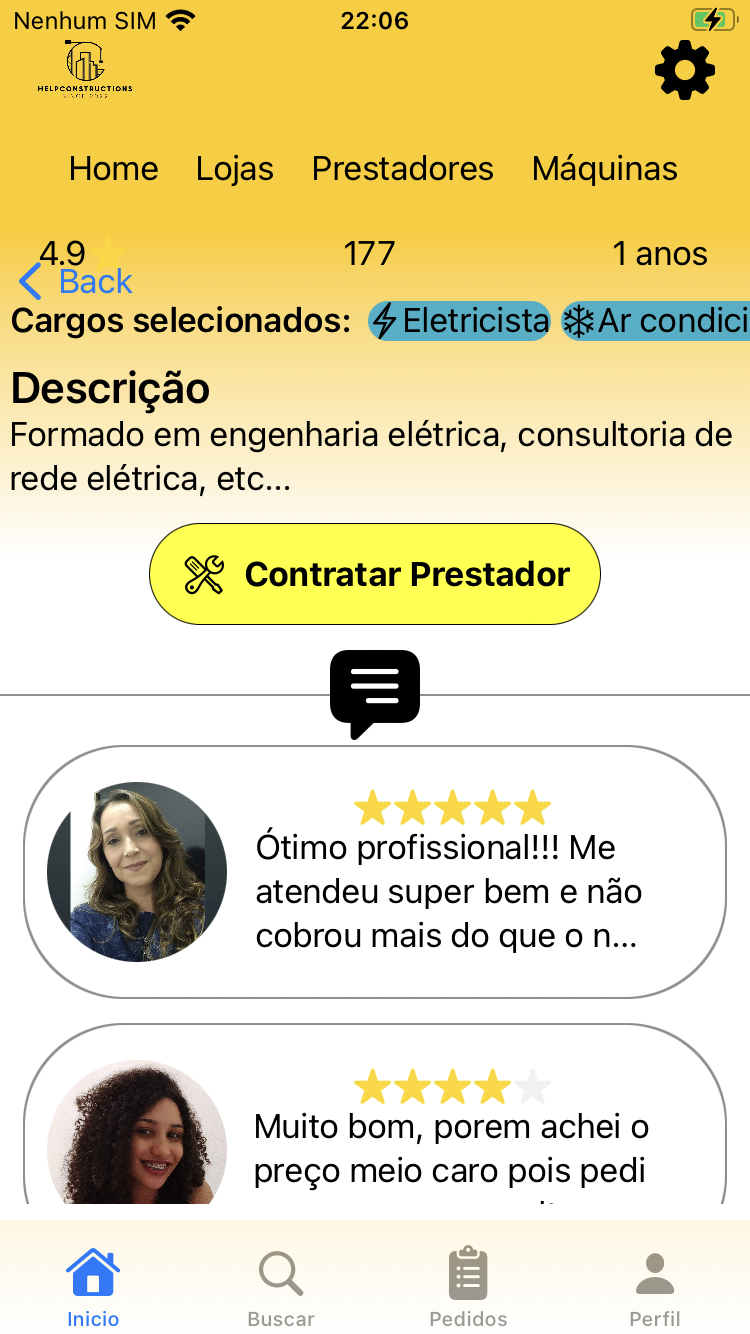 Nenhum SIM
22:06
HELPCONSTRUCTIONS
SINCE 2022
Home Lojas Prestadores Máquinas
4.9 177 1 anos
Back
Cargos selecionados: Eletricista Ar condici
Descrição
Formado em engenharia elétrica, consultoria de
rede elétrica, etc...
Contratar Prestador
Ótimo profissional!!! Me
atendeu super bem e não
cobrou mais do que o n...
Muito bom, porem achei o
preço meio caro pois pedi
Inicio Buscar Pedidos Perfil